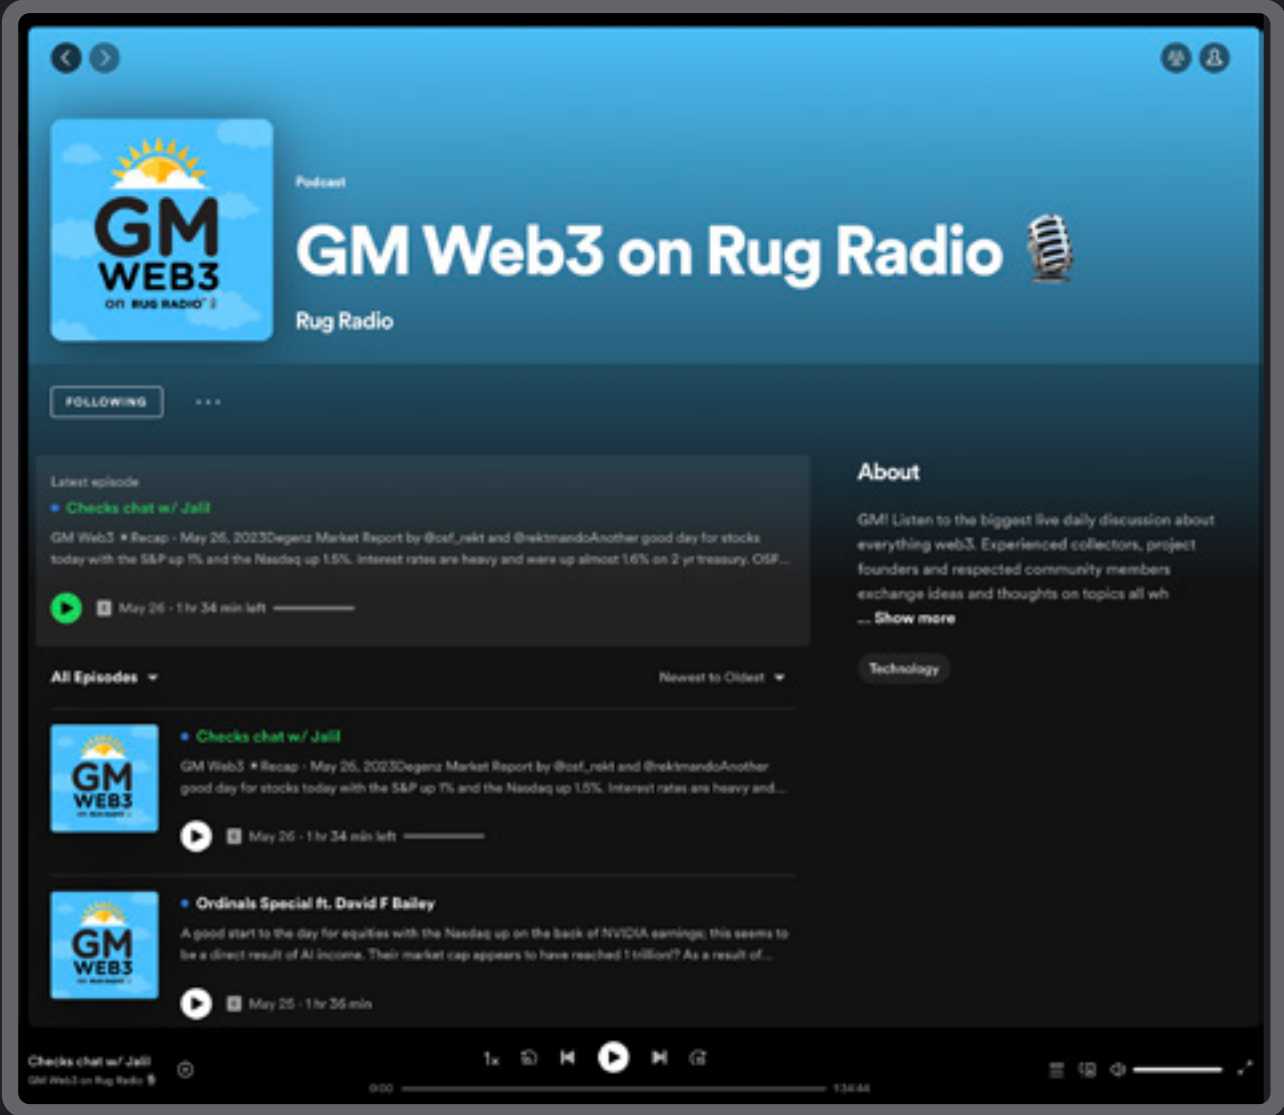 GM
WEB3
on RUG RADIO
Podcast
GM Web3 on Rug Radio 🎙
Rug Radio
FOLLOWING
Latest episode
Checks chat w/ Jalil
GM Web3 ☀Recap - May 26, 2023Degenz Market Report by @osf_rekt and @rektmandoAnother good day for stocks
today with the S&P up 1% and the Nasdaq up 1.5%. Interest rates are heavy and were up almost 1.6% on 2 yr treasury. OSF...
E May 26 · 1 hr 34 min left
About
GM! Listen to the biggest live daily discussion about
everything web3. Experienced collectors, project
founders and respected community members
exchange ideas and thoughts on topics all wh
... Show more
Technology
All Episodes
Newest to Oldest
GM
WEB3
Checks chat w/ Jalil
GM Web3 ☀Recap - May 26, 2023Degenz Market Report by @osf_rekt and @rektmandoAnother
good day for stocks today with the S&P up 1% and the Nasdaq up 1.5%. Interest rates are heavy and...
E May 26 · 1 hr 34 min left
GM
WEB3
Ordinals Special ft. David F Bailey
A good start to the day for equities with the Nasdaq up on the back of NVIDIA earnings; this seems to
be a direct result of AI income. Their market cap appears to have reached 1 trillion!? As a result of...
E May 25 · 1 hr 36 min
Checks chat w/ Jalil
GM Web3 on Rug Radio 🎙
1x
0:00
1:34:44